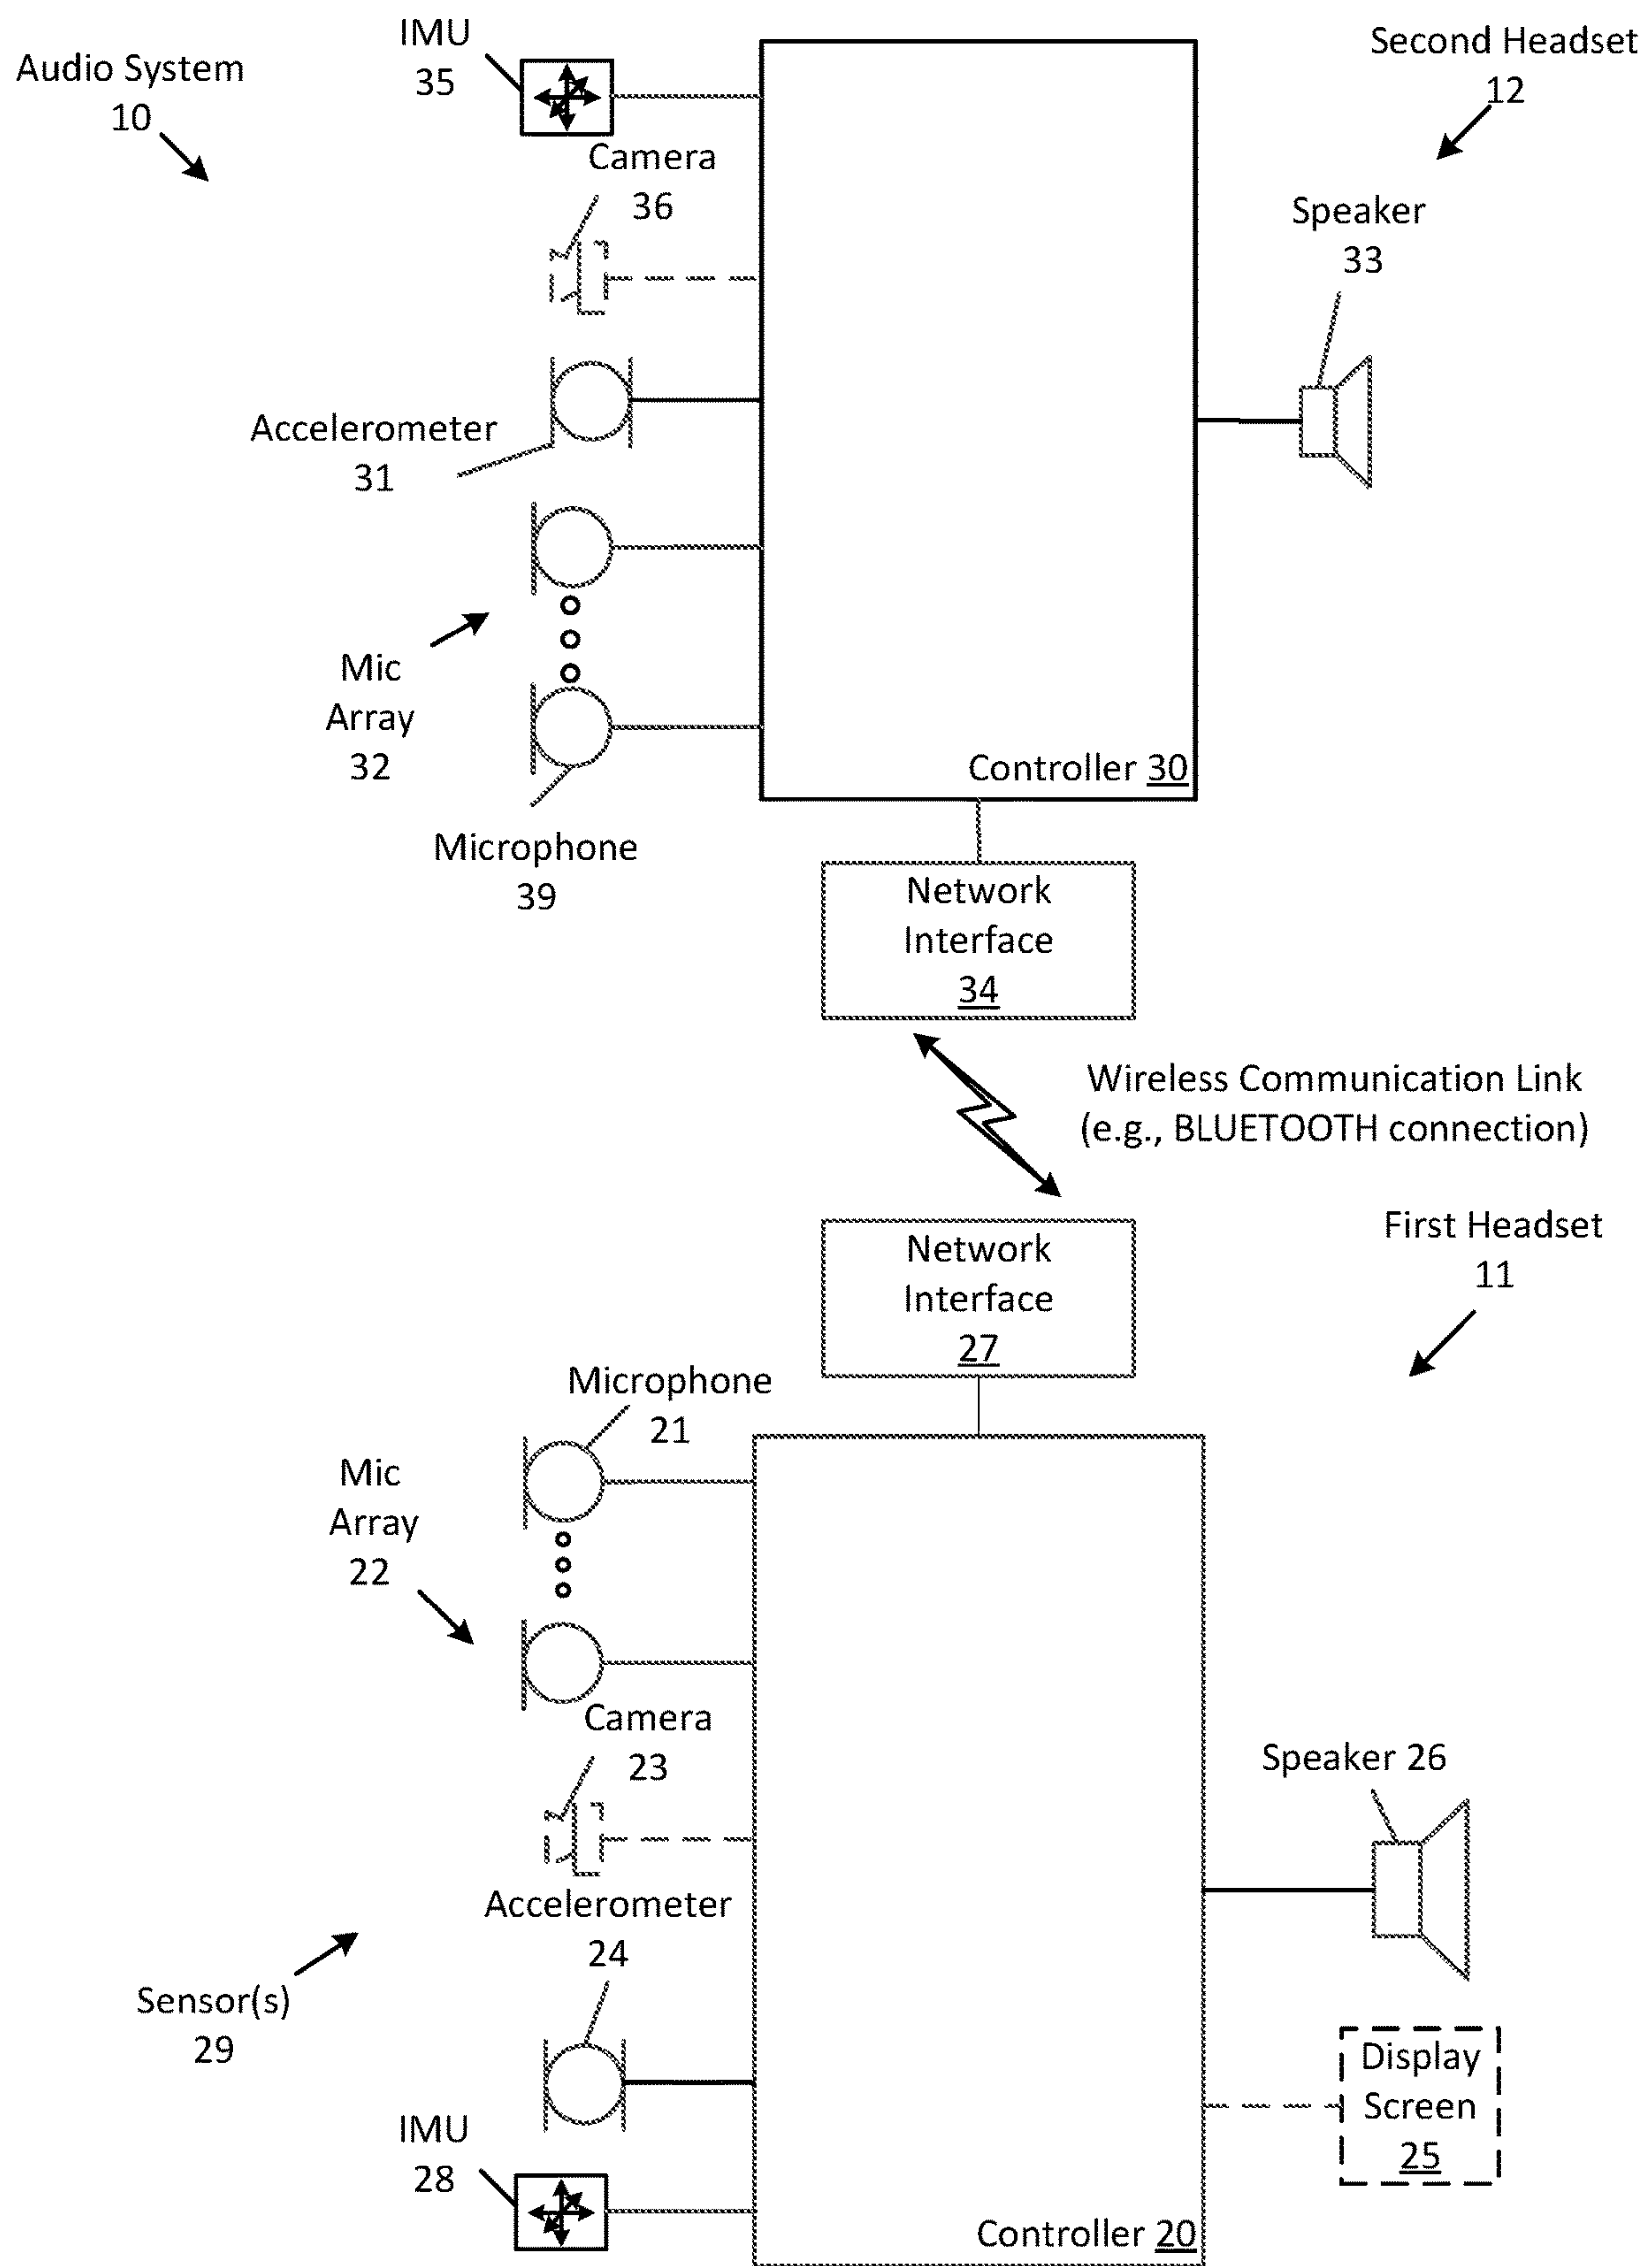 Audio System
10
IMU
35
Second Headset
12
Camera
36
Speaker
33
Accelerometer
31
Mic
Array
32
Controller 30
Microphone
39
Network
Interface
34
Wireless Communication Link
(e.g., BLUETOOTH connection)
First Headset
11
Network
Interface
27
Microphone
21
Mic
Array
22
Camera
23
Speaker 26
Accelerometer
24
Sensor(s)
29
Display
Screen
25
IMU
28
Controller 20